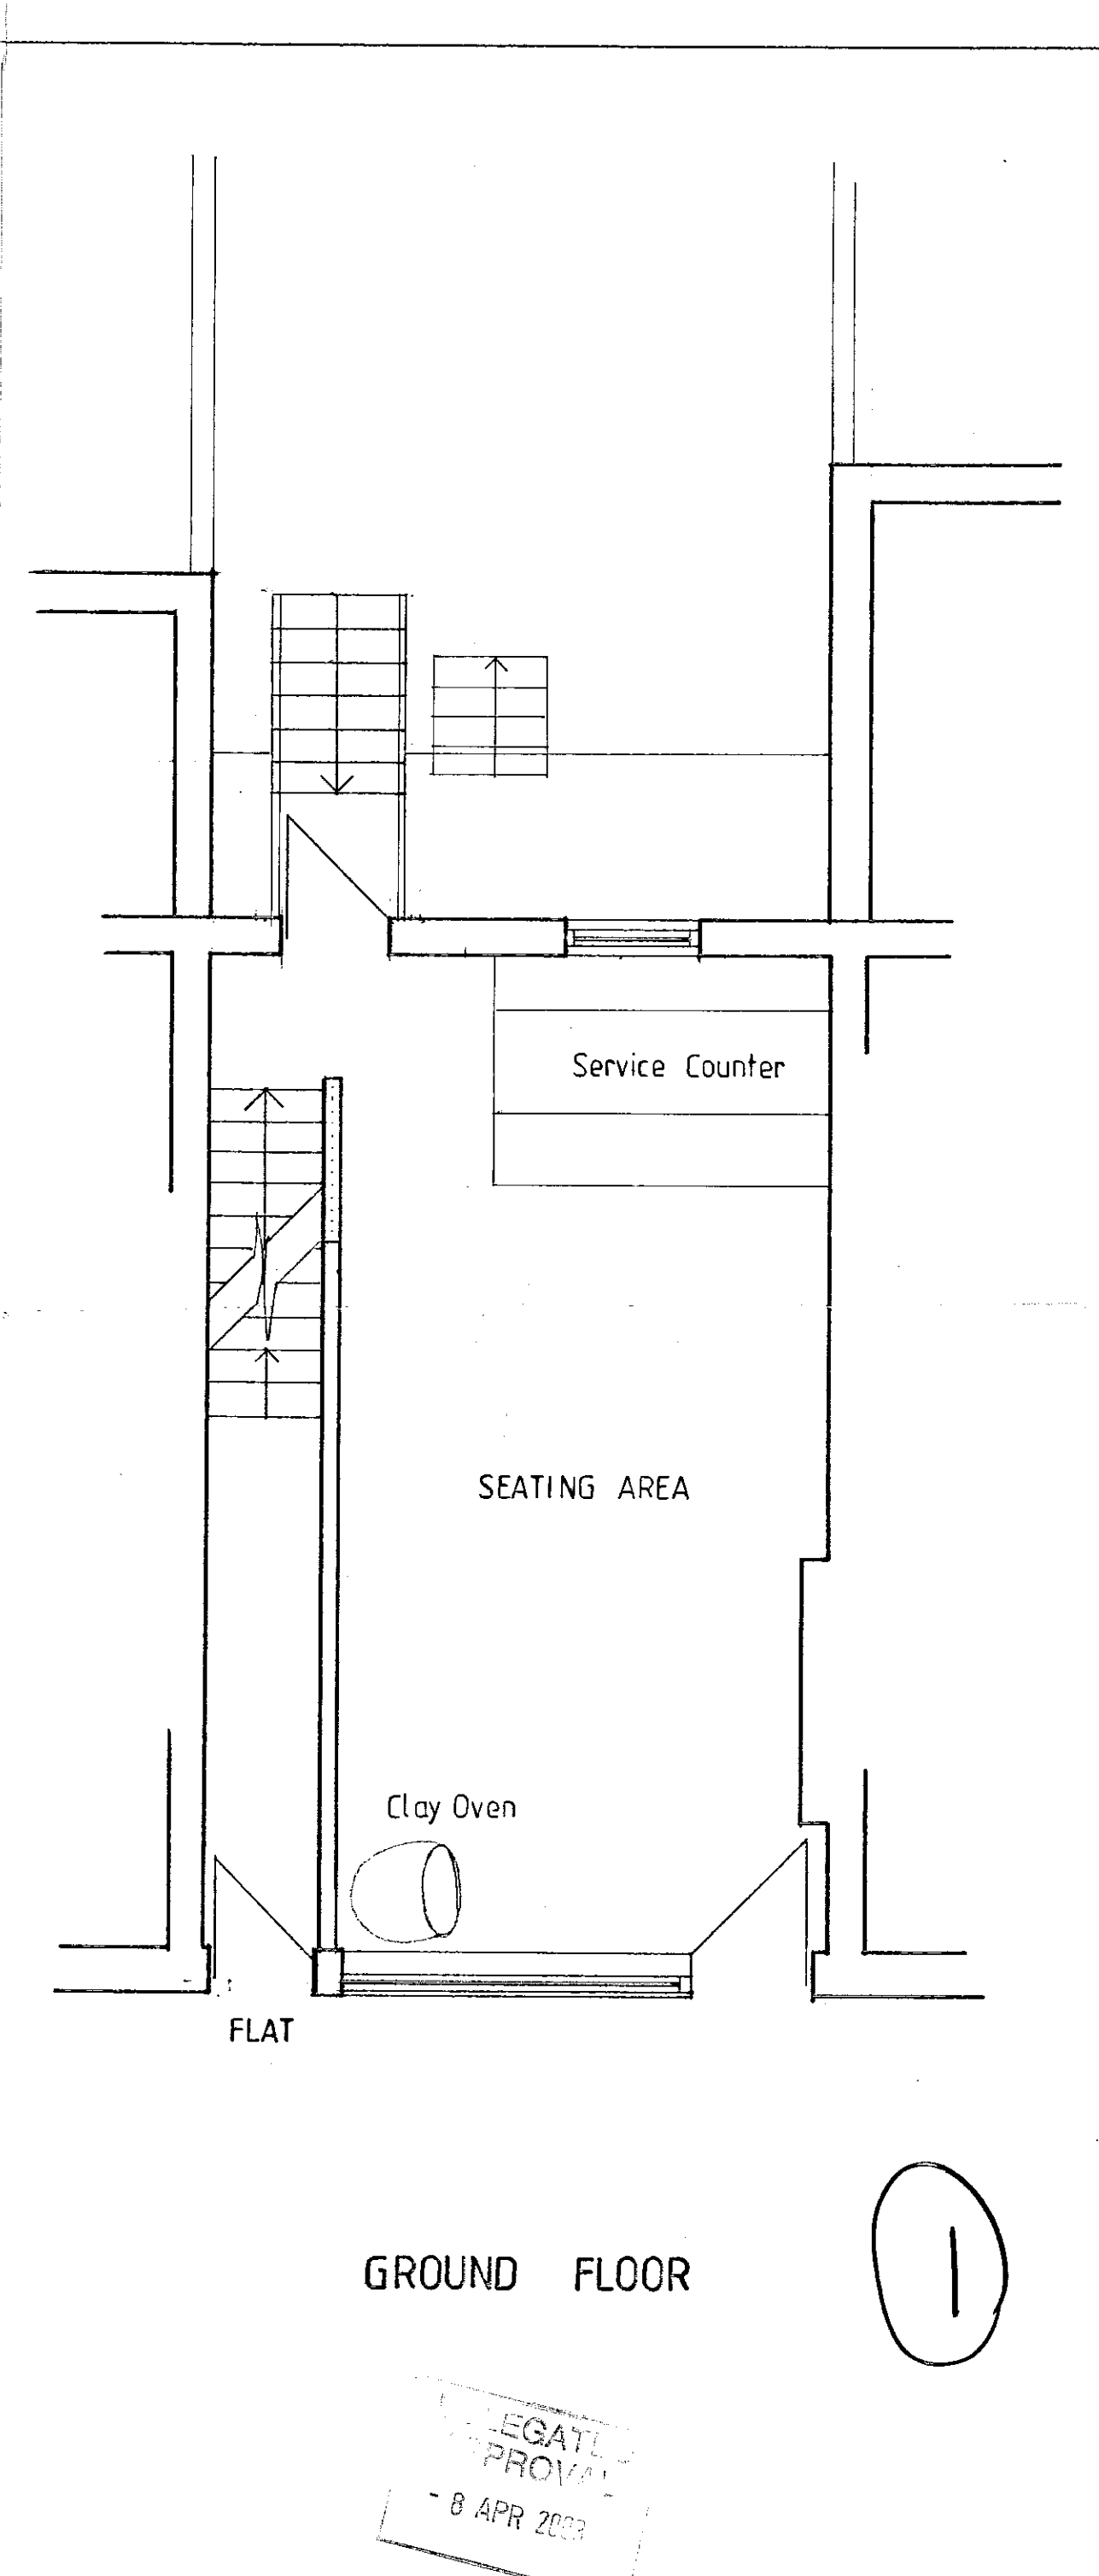 Service Counter
SEATING AREA
Clay Oven
FLAT
GROUND FLOOR
1
- 8 APR